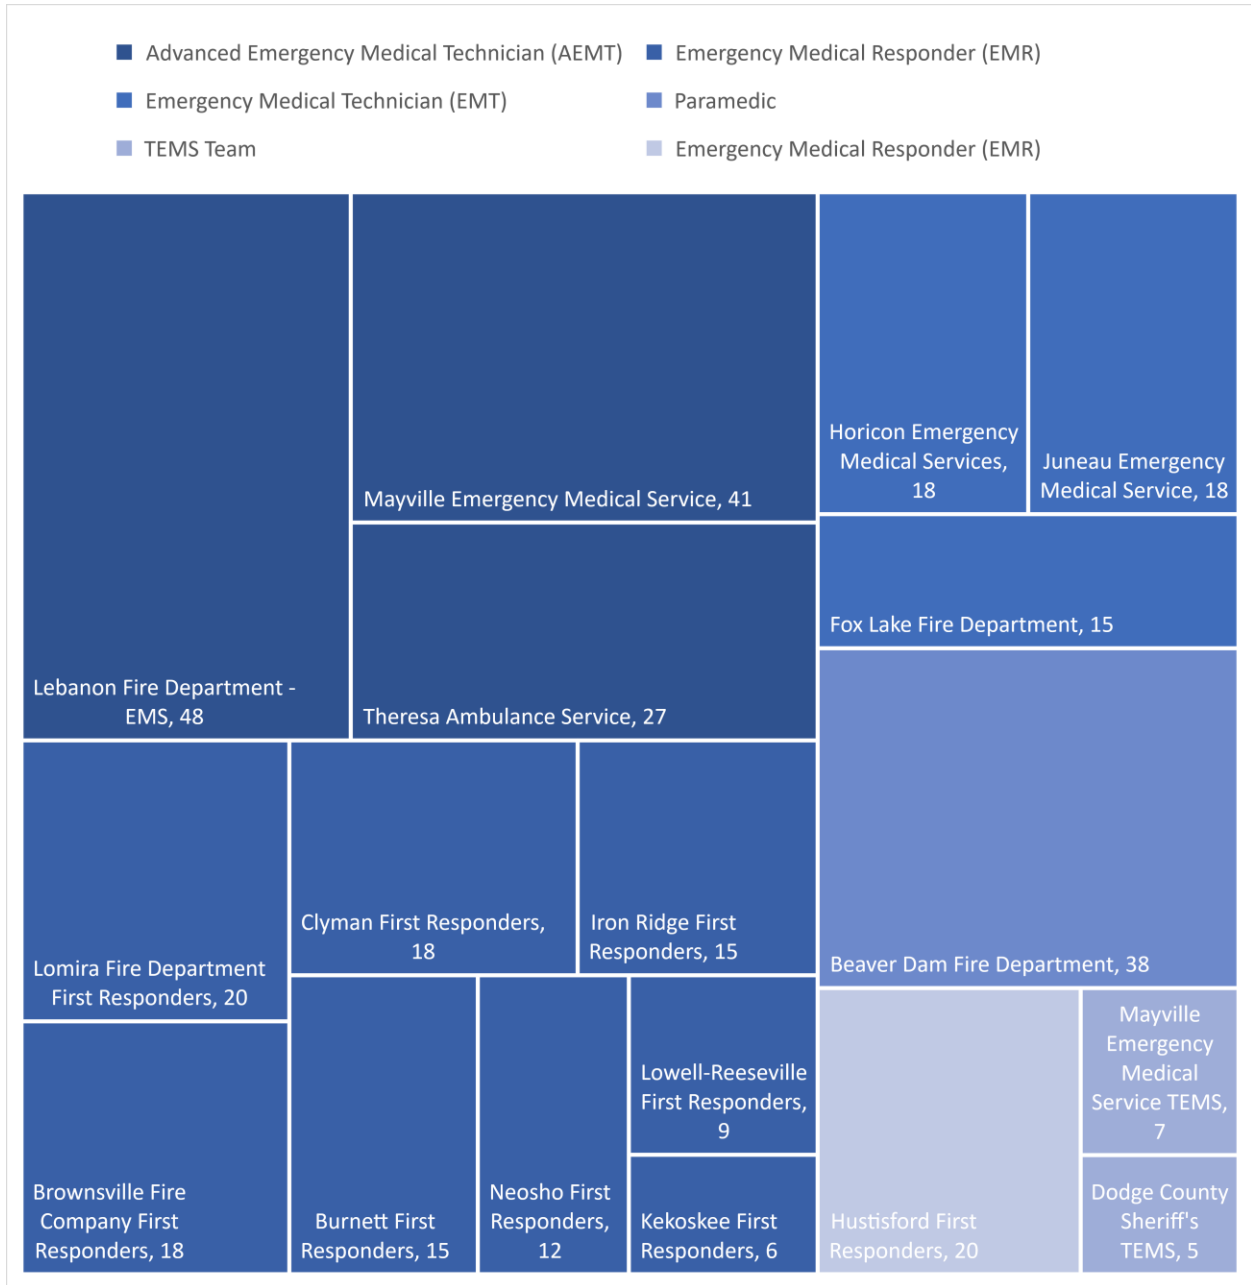 Advanced Emergency Medical Technician (AEMT)
Emergency Medical Responder (EMR)
Emergency Medical Technician (EMT)
Paramedic
TEMS Team
Emergency Medical Responder (EMR)
Lebanon Fire Department -
EMS, 48
Mayville Emergency Medical Service, 41
Theresa Ambulance Service, 27
Horicon Emergency
Medical Services,
18
Juneau Emergency
Medical Service, 18
Fox Lake Fire Department, 15
Beaver Dam Fire Department, 38
Lomira Fire Department
First Responders, 20
Clyman First Responders,
18
Iron Ridge First
Responders, 15
Brownsville Fire
Company First
Responders, 18
Burnett First
Responders, 15
Neosho First
Responders,
12
Lowell-Reeseville
First Responders,
9
Kekoskee First
Responders, 6
Hustisford First
Responders, 20
Mayville
Emergency
Medical
Service TEMS,
7
Dodge County
Sheriff's
TEMS, 5